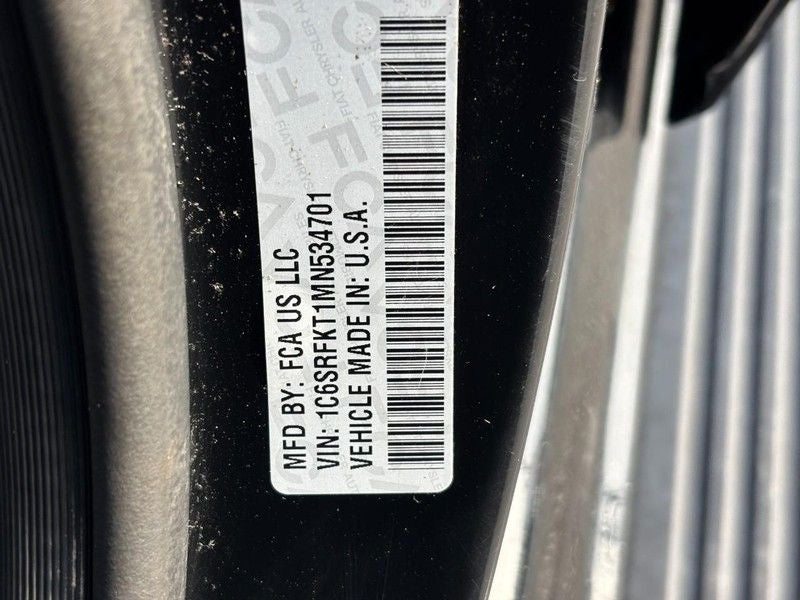 MFD BY: FCA US LLC
VIN: 1C6SRFKT1MN534701
VEHICLE MADE IN: U.S.A.